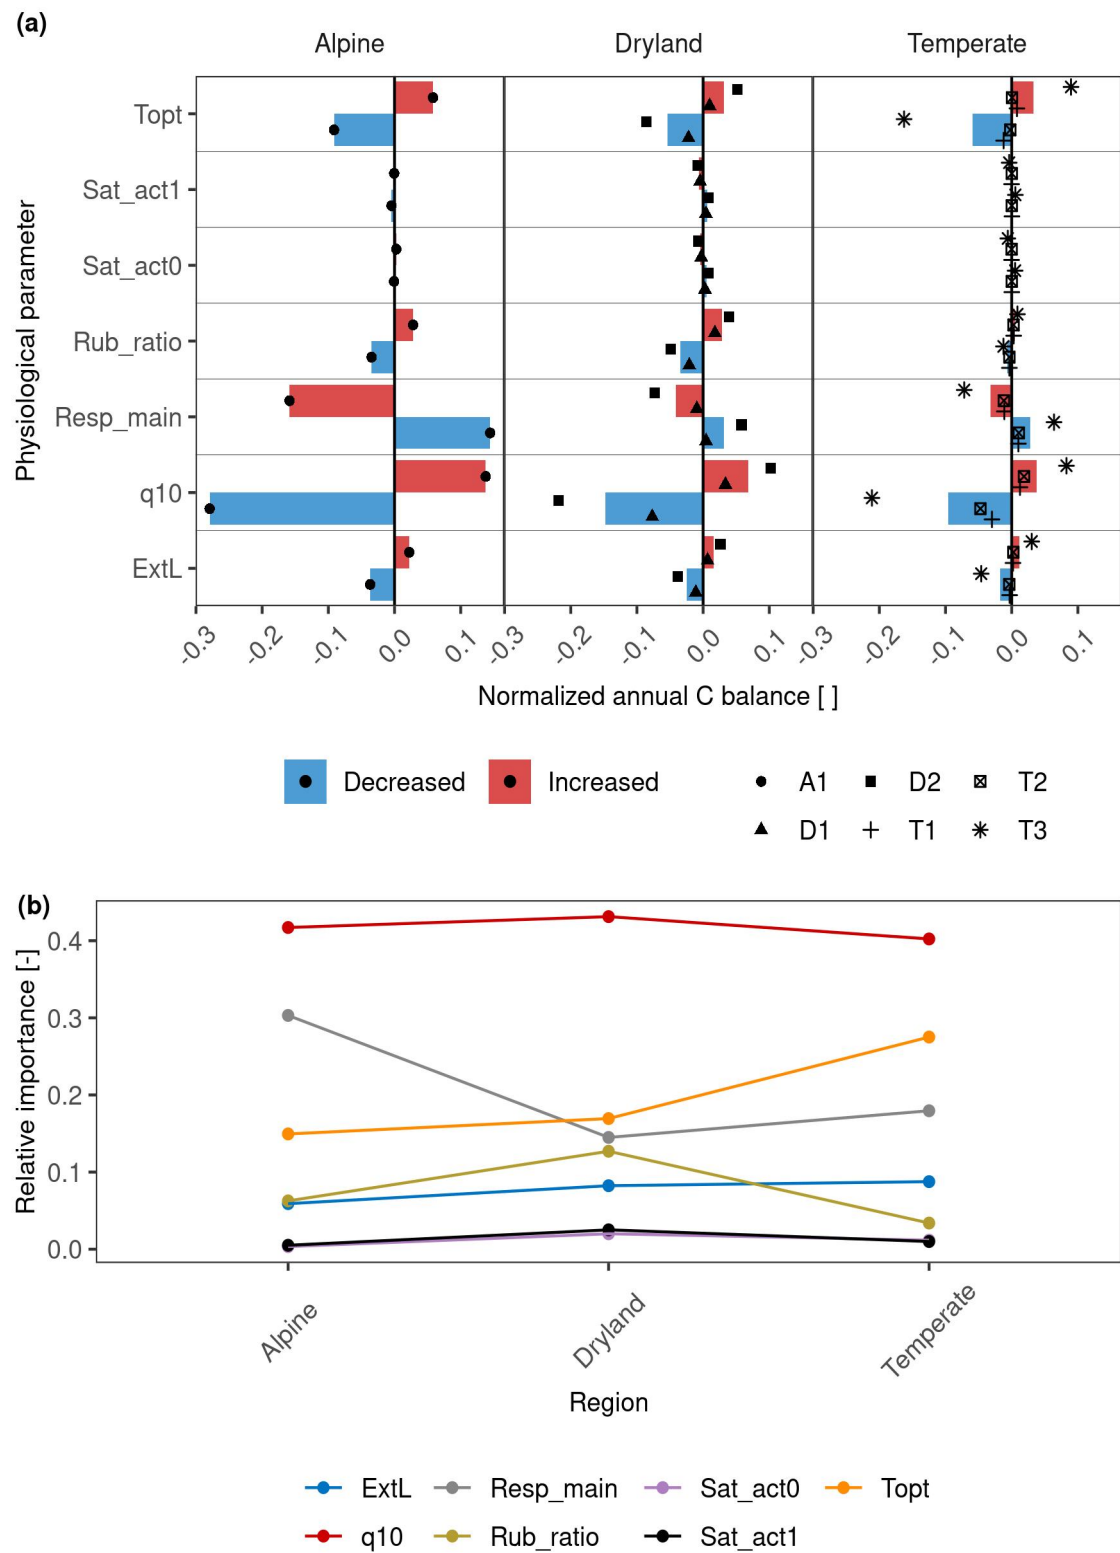 (a)
Alpine Dryland Temperate
Physiological parameter
Topt
Sat_act1
Sat_act0
Rub_ratio
Resp_main
q10
ExtL
-0.3 -0.2 -0.1 0.0 0.1 -0.3 -0.2 -0.1 0.0 0.1 -0.3 -0.2 -0.1 0.0 0.1
Normalized annual C balance [ ]
Decreased Increased
A1 D2 T2
D1 T1 T3
(b)
Relative importance [-]
0.4
0.3
0.2
0.1
0.0
Alpine Dryland Temperate
Region
ExtL Resp_main Sat_act0 Topt
q10 Rub_ratio Sat_act1